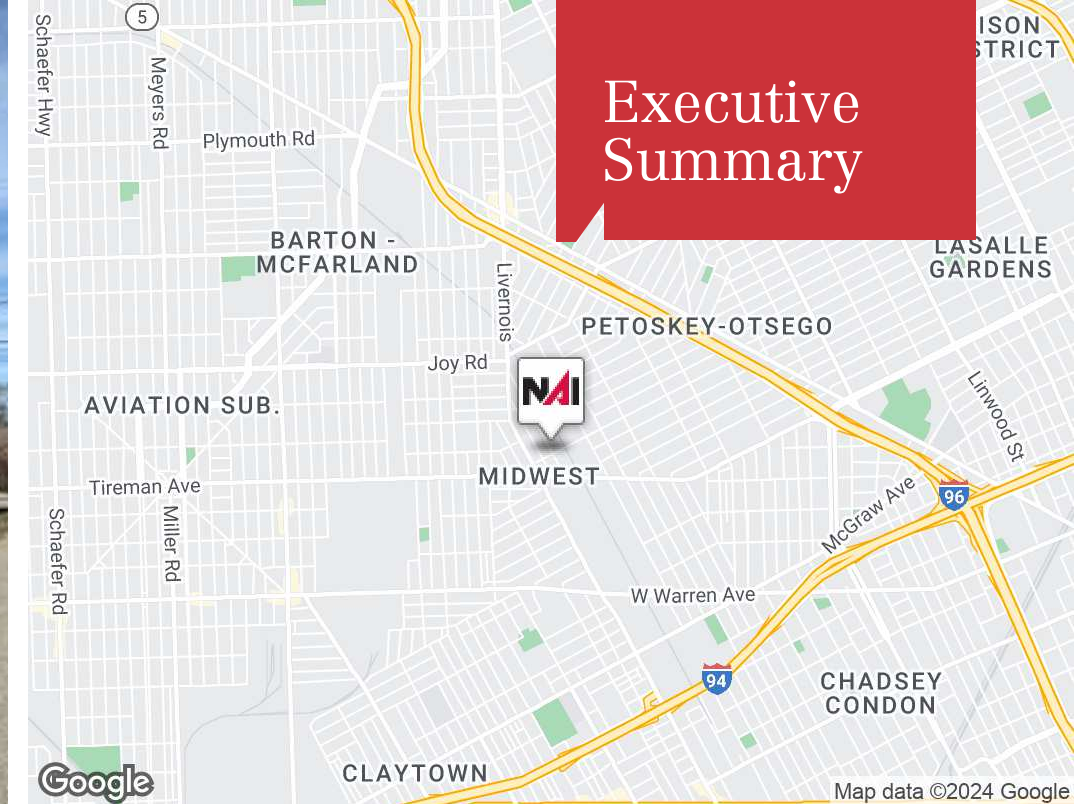 5
Schaefer Hwy
Meyers Rd
Plymouth Rd
Executive
Summary
ISON
STRICT
BARTON -
MCFARLAND
LASALLE
GARDENS
Livernois
PETOSKEY-OTSEGO
Joy Rd
NAI
AVIATION SUB.
Linwood St
MIDWEST
Tireman Ave
96
McGraw Ave
Schaefer Rd
Miller Rd
W Warren Ave
94
CHADSEY
CONDON
CLAYTOWN
Google
Map data ©2024 Google